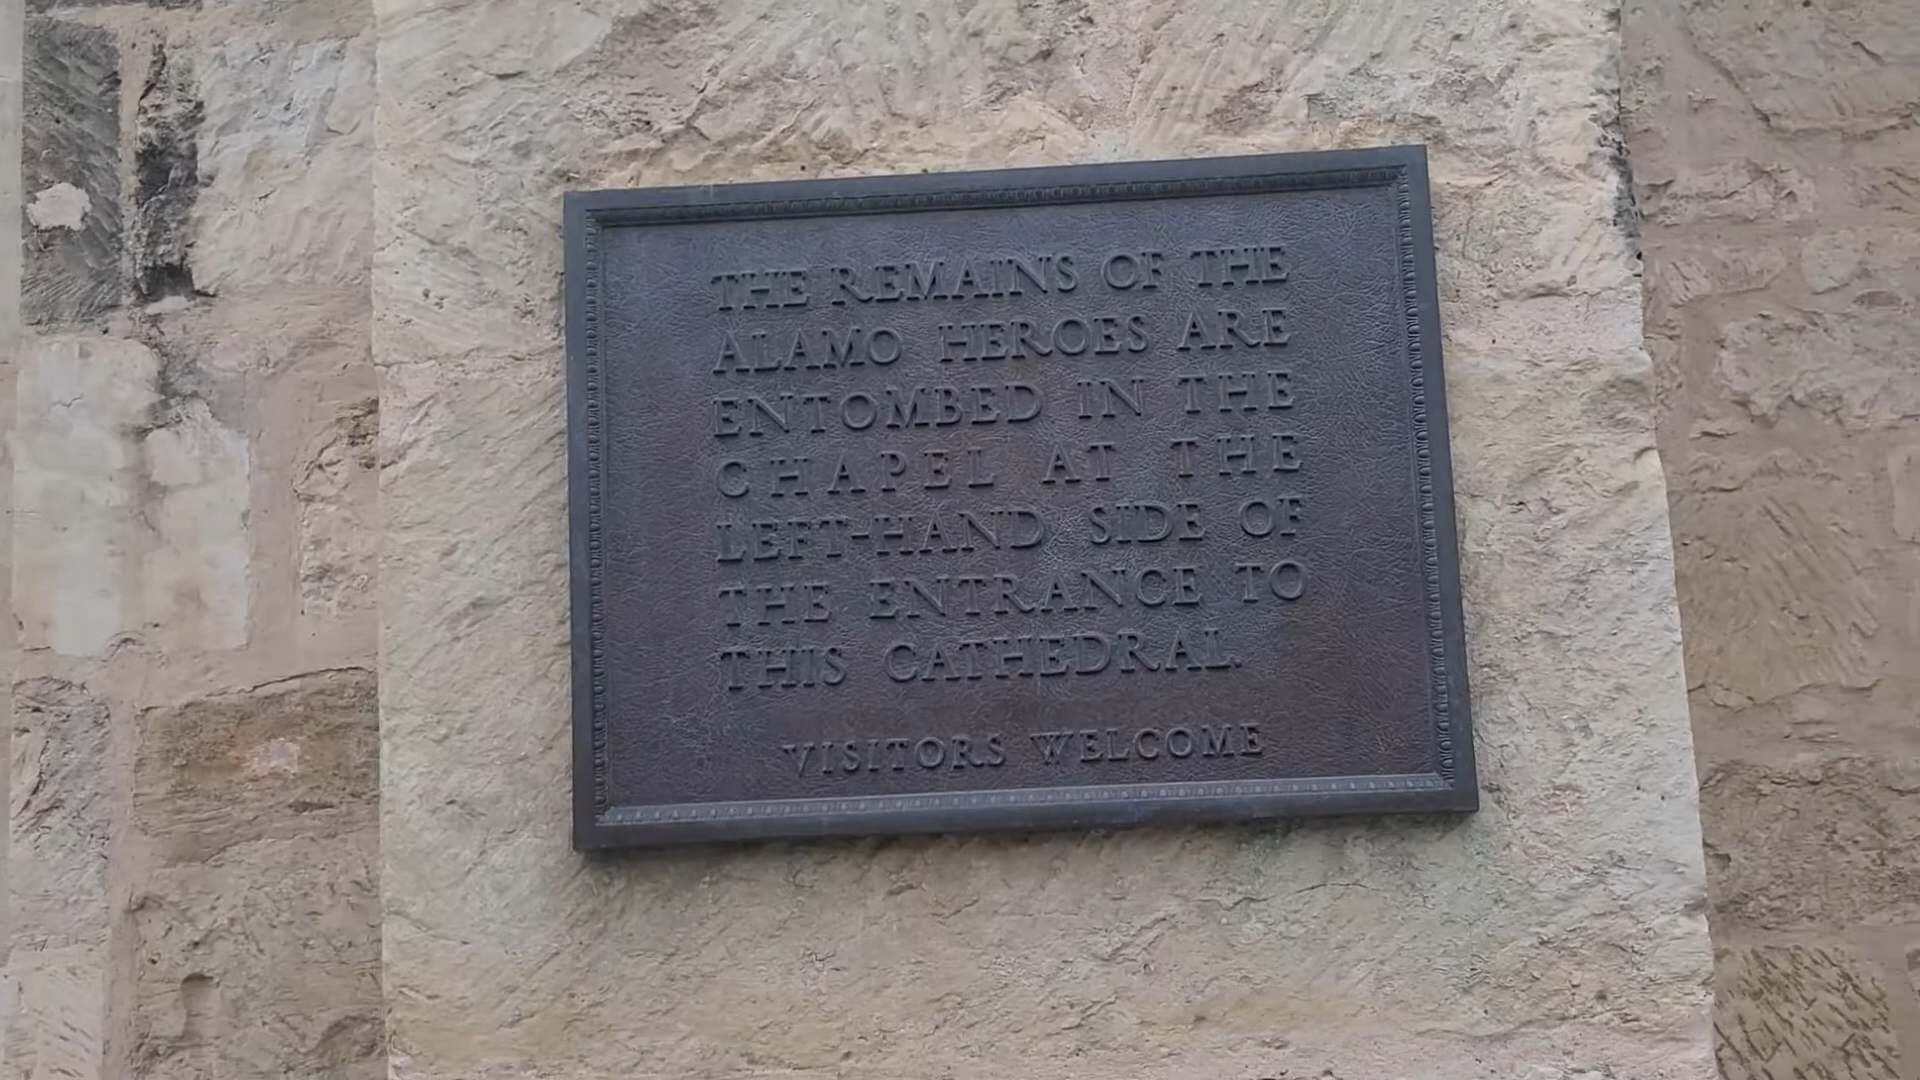 THE REMAINS OF THE
ALAMO HEROES ARE
ENTOMBED IN THE
CHAPEL AT THE
LEFT-HAND SIDE OF
THE ENTRANCE TO
THIS CATHEDRAL.
VISITORS WELCOME